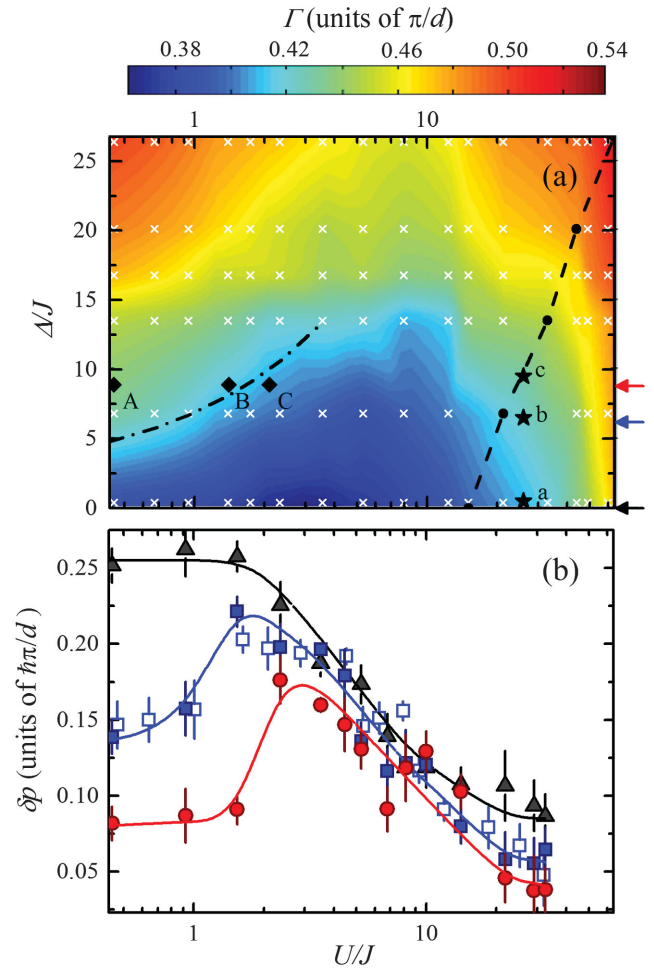 Γ (units of π/d)
0.38 0.42 0.46 0.50 0.54
1 10
(a)
25
20
15
10
5
0
Δ/J
A B C
c
b
a
(b)
0.25
0.20
0.15
0.10
0.05
δp (units of ħπ/d)
1 10
U/J